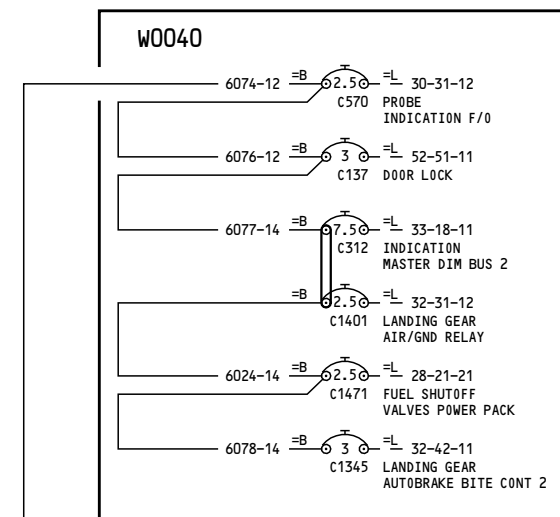 W0040
6074-12 =B 2.5 =L 30-31-12
C570 PROBE
INDICATION F/O
6076-12 =B 3 =L 52-51-11
C137 DOOR LOCK
6077-14 =B 7.5 =L 33-18-11
C312 INDICATION
MASTER DIM BUS 2
=B 2.5 =L 32-31-12
C1401 LANDING GEAR
AIR/GND RELAY
6024-14 =B 2.5 =L 28-21-21
C1471 FUEL SHUTOFF
VALVES POWER PACK
6078-14 =B 3 =L 32-42-11
C1345 LANDING GEAR
AUTOBRAKE BITE CONT 2